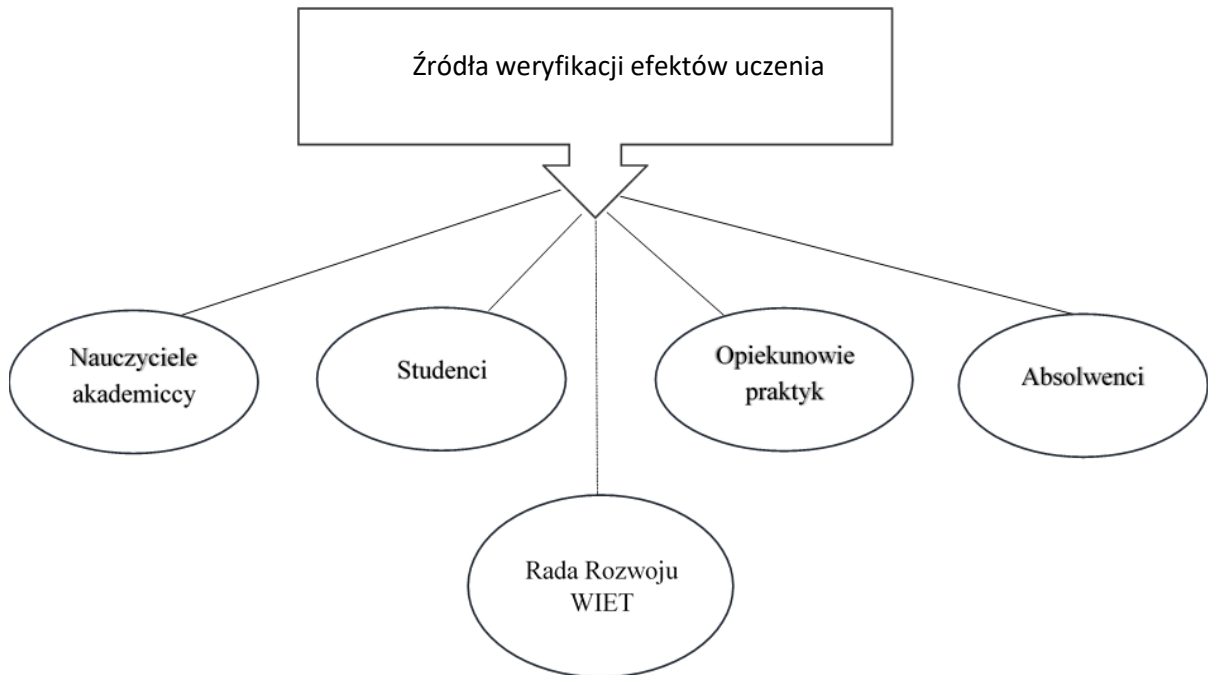 Źródła weryfikacji efektów uczenia
Nauczyciele
akademiccy
Studenci
Opiekunowie
praktyk
Absolwenci
Rada Rozwoju
WIET